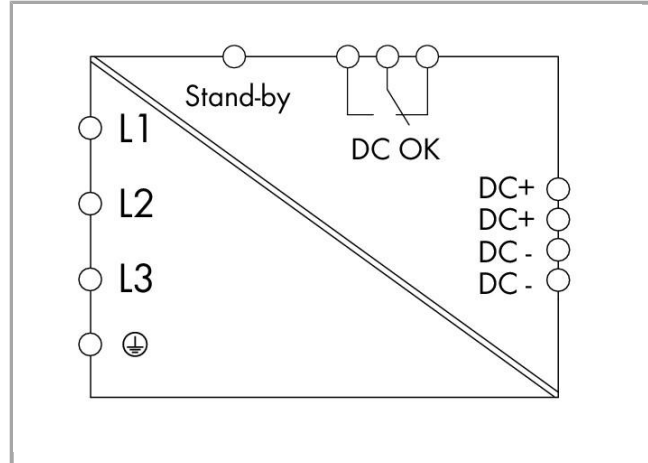 Stand-by
DC OK
L1
L2
L3
DC+
DC+
DC -
DC -